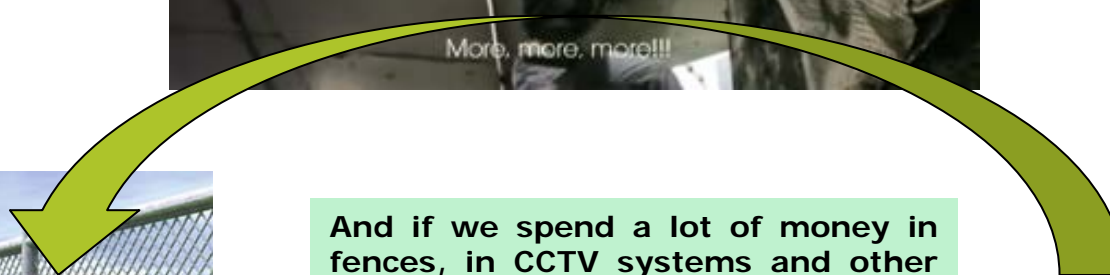 More, more, more!!!
And if we spend a lot of money in
fences, in CCTV systems and other